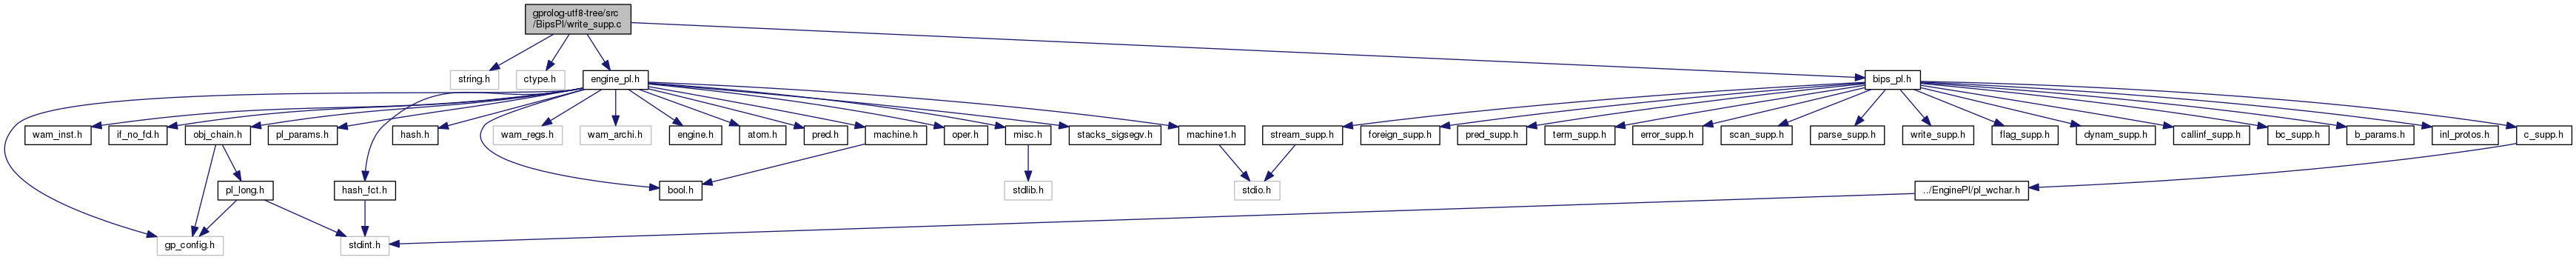 gprolog-utf8-tree/src
/BipsPl/write_supp.c
string.h
ctype.h
engine_pl.h
bips_pl.h
wam_inst.h
if_no_fd.h
obj_chain.h
pl_params.h
hash.h
wam_regs.h
wam_archi.h
engine.h
atom.h
pred.h
machine.h
oper.h
misc.h
stacks_sigsegv.h
machine1.h
stream_supp.h
foreign_supp.h
pred_supp.h
term_supp.h
error_supp.h
scan_supp.h
parse_supp.h
write_supp.h
flag_supp.h
dynam_supp.h
callinf_supp.h
bc_supp.h
b_params.h
inl_protos.h
c_supp.h
pl_long.h
hash_fct.h
bool.h
stdlib.h
stdio.h
../EnginePl/pl_wchar.h
gp_config.h
stdint.h